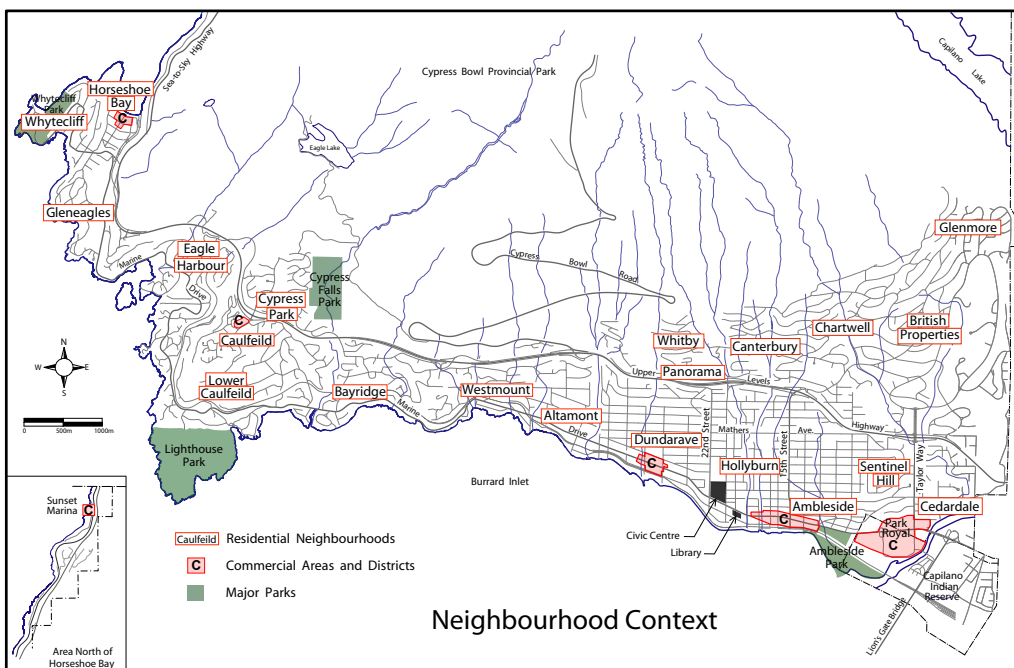 Sea-to-Sky Highway
Cypress Bowl Provincial Park
Capilano
Lake
Horseshoe
Bay
C
Whytecliff
Park
Whytecliff
Eagle Lake
Gleneagles
Glenmore
Eagle
Harbour
Marine
Drive
Cypress
Bowl
Road
Cypress
Falls
Park
Cypress
Park
C
Caulfeild
Chartwell
British
Properties
Whitby
Canterbury
W
N
E
S
Upper
Panorama
Levels
Lower
Caulfeild
Bayridge
Westmount
Marine
Drive
Altamont
0
500m
1000m
22nd Street
Mathers
Ave.
Highway
15th Street
Taylor Way
Dundarave
C
Lighthouse
Park
Hollyburn
Sentinel
Hill
Burrard Inlet
Ambleside
C
Cedardale
Park
Royal
C
Sunset
Marina
C
Civic Centre
Library
Ambleside
Park
Capilano
Indian
Reserve
Lion's Gate Bridge
Caulfeild
Residential Neighbourhoods
C
Commercial Areas and Districts
Major Parks
Neighbourhood Context
Area North of
Horseshoe Bay